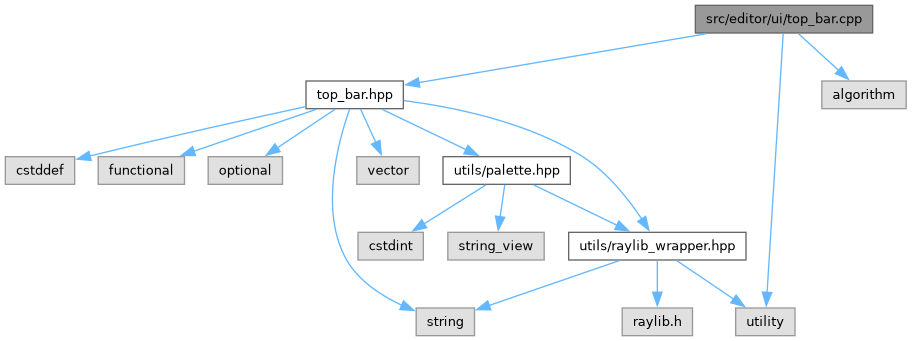 src/editor/ui/top_bar.cpp
top_bar.hpp
algorithm
cstddef
functional
optional
vector
utils/palette.hpp
cstdint
string_view
utils/raylib_wrapper.hpp
string
raylib.h
utility